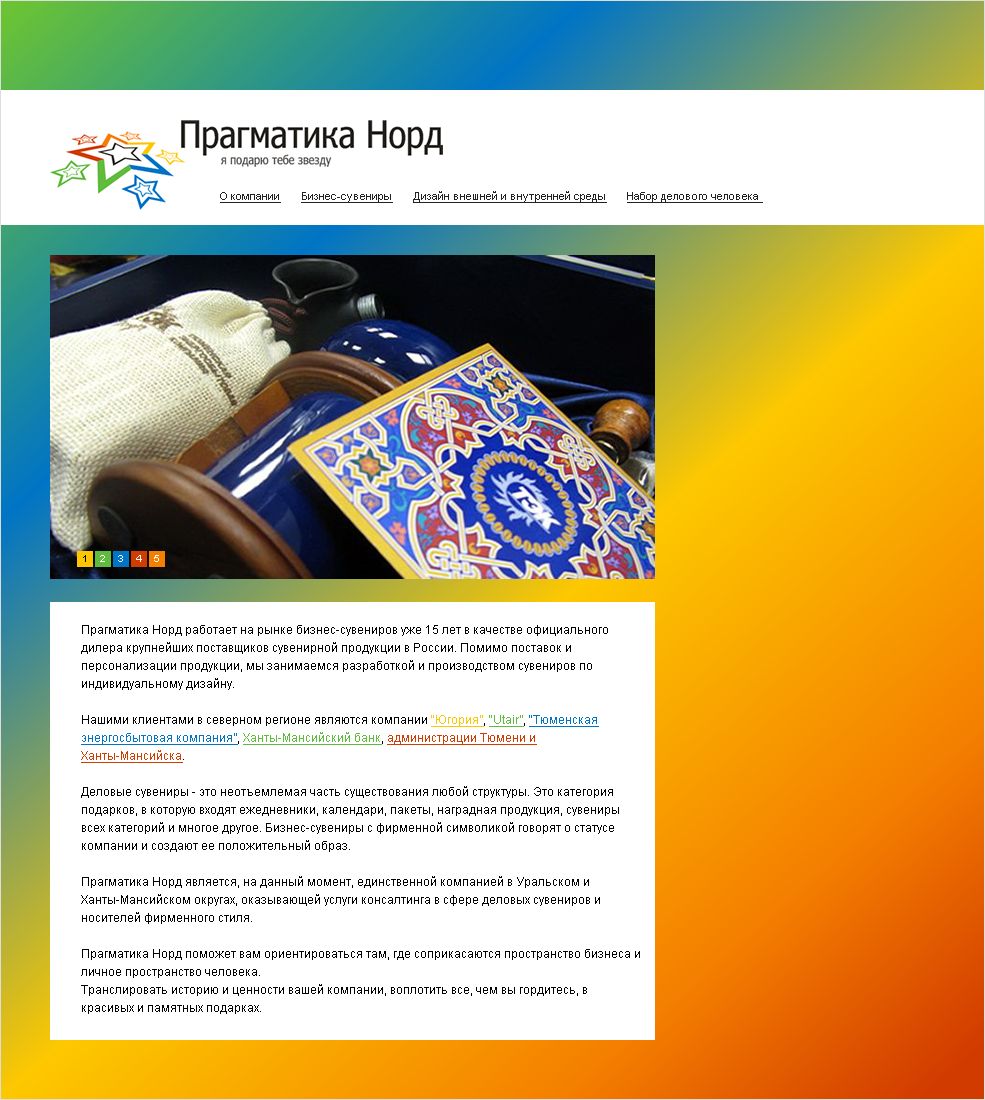 Прагматика Норд
я подарю тебе звезду
О компании Бизнес-сувениры Дизайн внешней и внутренней среды Набор делового человека
ТЭК
1 2 3 4 5
Прагматика Норд работает на рынке бизнес-сувениров уже 15 лет в качестве официального
дилера крупнейших поставщиков сувенирной продукции в России. Помимо поставок и
персонализации продукции, мы занимаемся разработкой и производством сувениров по
индивидуальному дизайну.
Нашими клиентами в северном регионе являются компании "Югория", "Utair", "Тюменская
энергосбытовая компания", Ханты-Мансийский банк, администрации Тюмени и
Ханты-Мансийска.
Деловые сувениры - это неотъемлемая часть существования любой структуры. Это категория
подарков, в которую входят ежедневники, календари, пакеты, наградная продукция, сувениры
всех категорий и многое другое. Бизнес-сувениры с фирменной символикой говорят о статусе
компании и создают ее положительный образ.
Прагматика Норд является, на данный момент, единственной компанией в Уральском и
Ханты-Мансийском округах, оказывающей услуги консалтинга в сфере деловых сувениров и
носителей фирменного стиля.
Прагматика Норд поможет вам ориентироваться там, где соприкасаются пространство бизнеса и
личное пространство человека.
Транслировать историю и ценности вашей компании, воплотить все, чем вы гордитесь, в
красивых и памятных подарках.